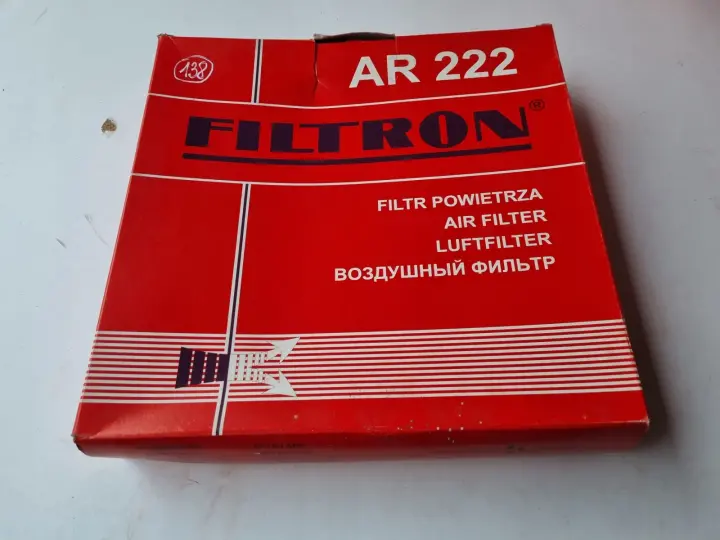 138
AR 222
FILTRON®
FILTR POWIETRZA
AIR FILTER
LUFTFILTER
ВОЗДУШНЫЙ ФИЛЬТР